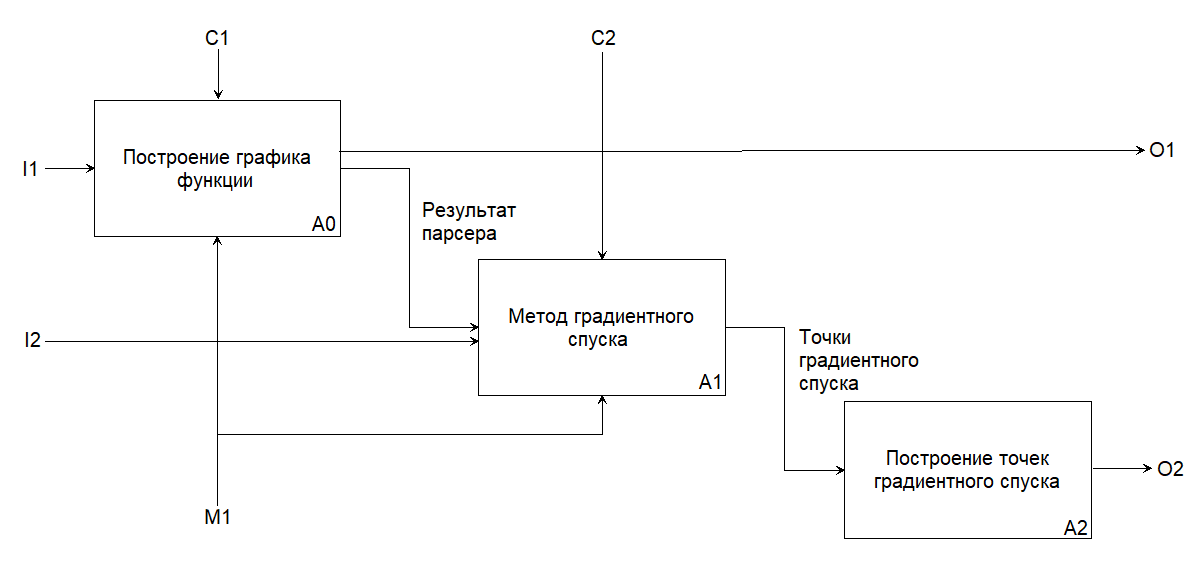 C1
C2
Построение графика
функции
A0
I1
O1
Результат
парсера
Метод градиентного
спуска
A1
I2
Точки
градиентного
спуска
Построение точек
градиентного спуска
A2
O2
M1